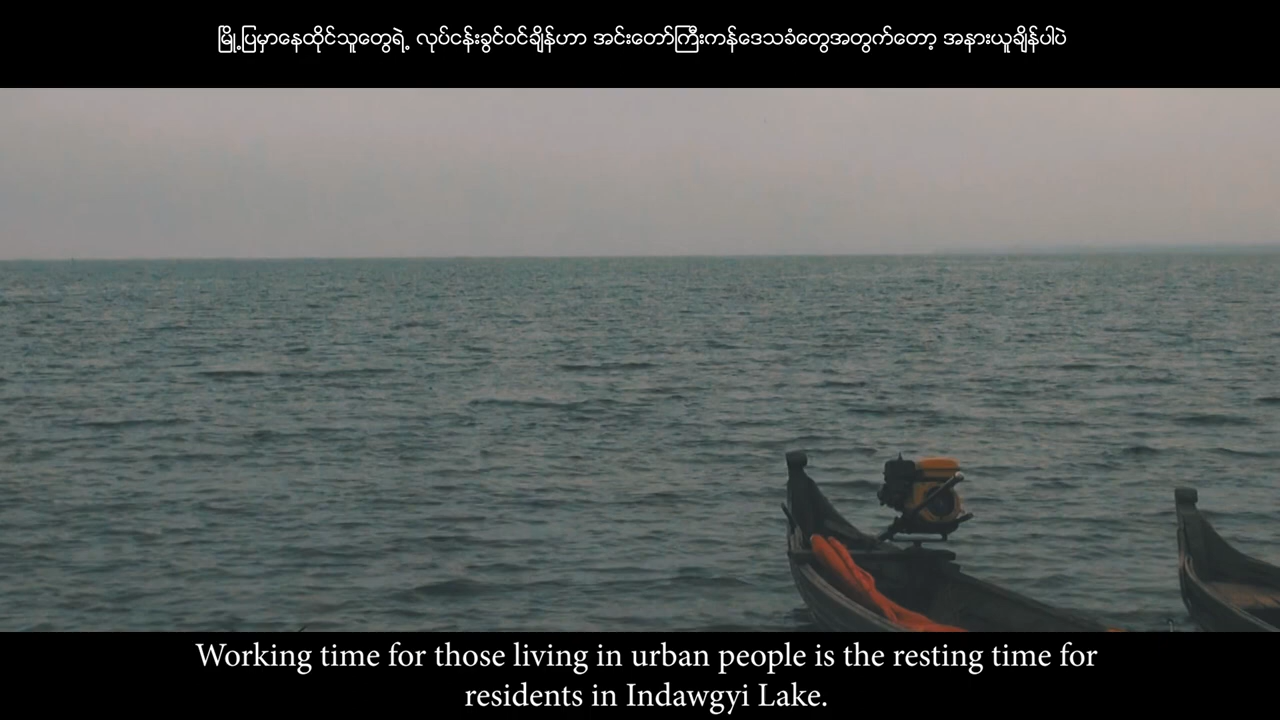 မြို့ပြမှာနေထိုင်သူတွေရဲ့ လုပ်ငန်းခွင်ဝင်ချိန်ဟာ အင်းတော်ကြီးကန်ဒေသခံတွေအတွက်တော့ အနားယူချိန်ပါပဲ
Working time for those living in urban people is the resting time for
residents in Indawgyi Lake.